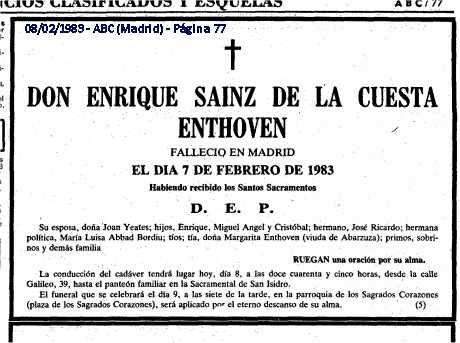 NCIOS CLASIFICADOS Y ESQUELAS
ABC/77
08/02/1983 - ABC (Madrid) - Página 77
DON ENRIQUE SAINZ DE LA CUESTA
ENTHOVEN
FALLECIO EN MADRID
EL DIA 7 DE FEBRERO DE 1983
Habiendo recibido los Santos Sacramentos
D. E. P.
Su esposa, doña Joan Yeates; hijos, Enrique, Miguel Angel y Cristóbal; hermano, José Ricardo; hermana
política, María Luisa Abbad Bordiu; tíos; tía, doña Margarita Enthoven (viuda de Abarzuza); primos, sobri-
nos y demás familia
RUEGAN una oración por su alma.
La conducción del cadáver tendrá lugar hoy, día 8, a las doce cuarenta y cinco horas, desde la calle
Galileo, 39, hasta el panteón familiar en la Sacramental de San Isidro.
El funeral que se celebrará el día 9, a las siete de la tarde, en la parroquia de los Sagrados Corazones
(plaza de los Sagrados Corazones), será aplicado por el eterno descanso de su alma. (5)